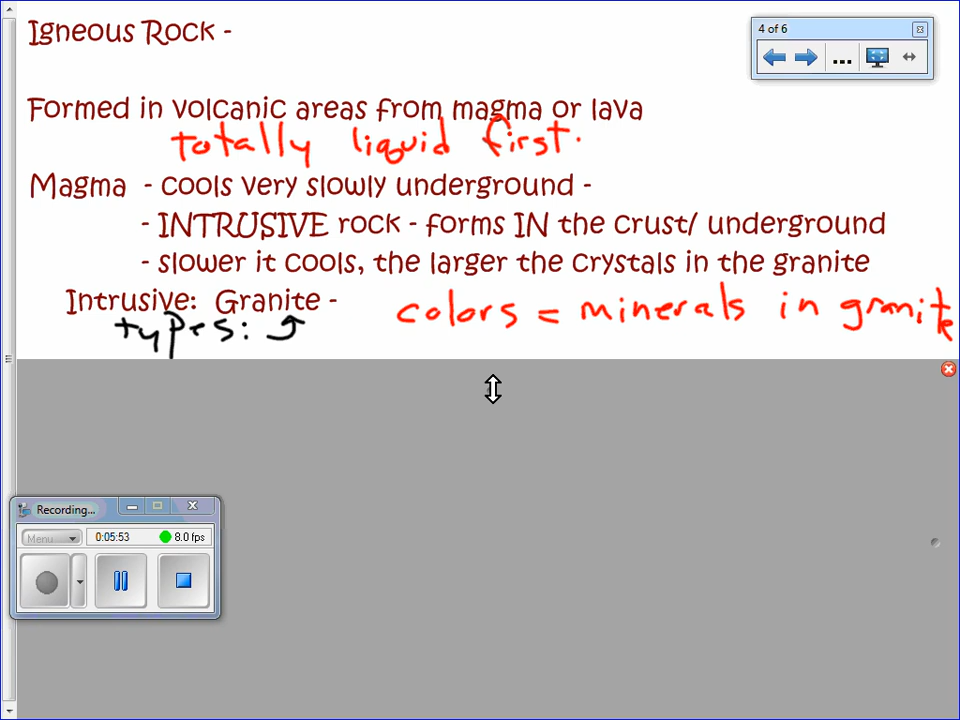 Igneous Rock -
4 of 6
Formed in volcanic areas from magma or lava
totally liquid first.
Magma - cools very slowly underground -
- INTRUSIVE rock - forms IN the crust/ underground
- slower it cools, the larger the crystals in the granite
Intrusive: Granite -
colors = minerals in granite
types:
Recording...
Menu
0:05:53
8.0 fps